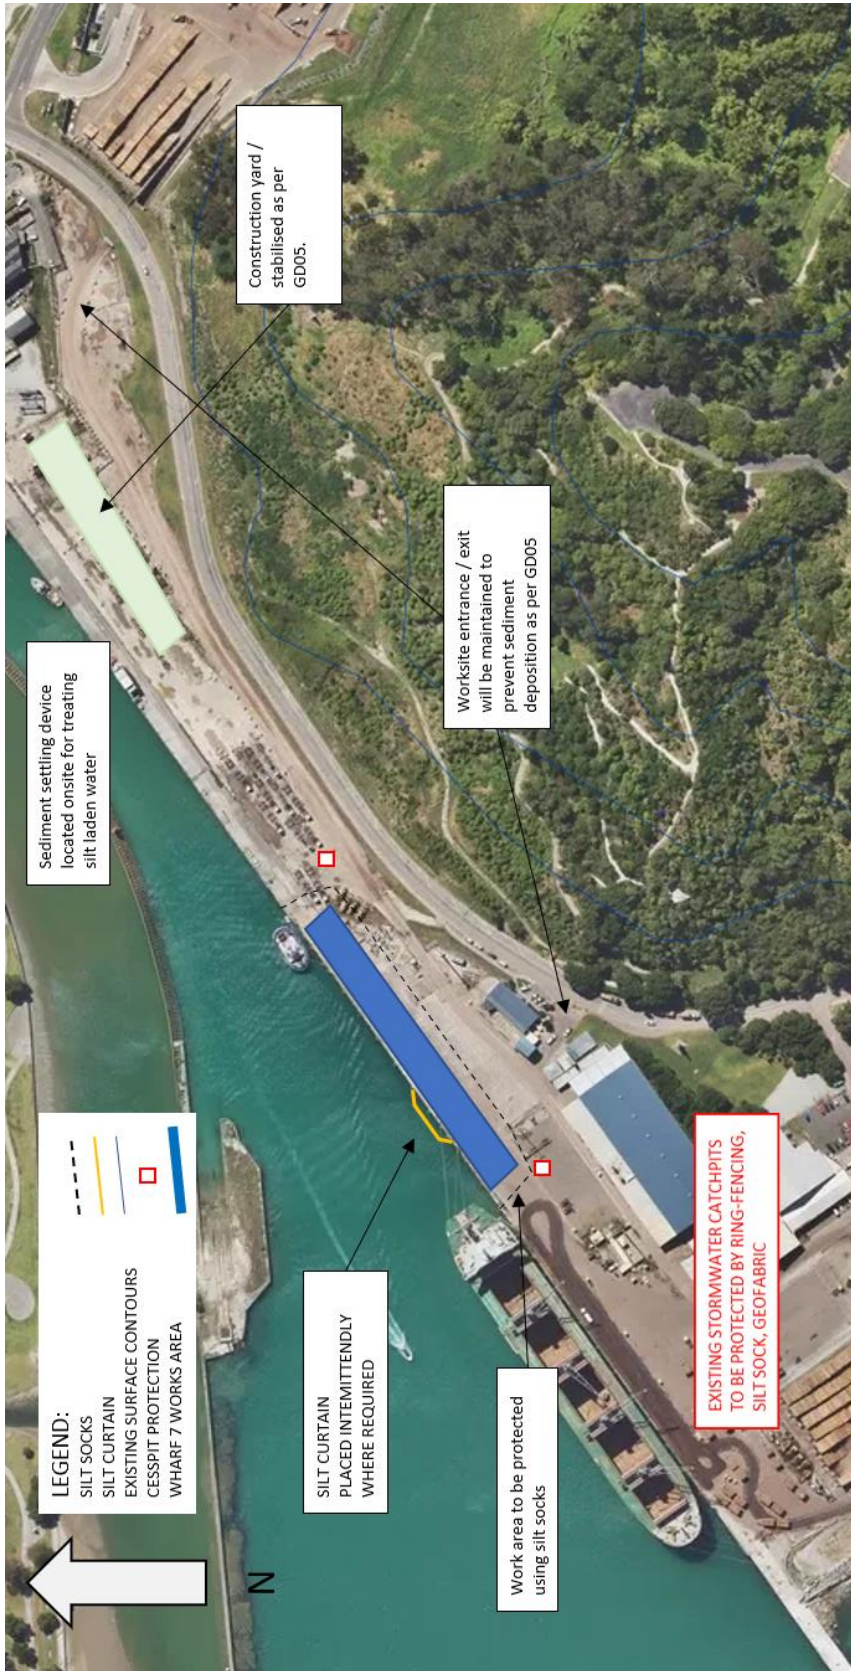 LEGEND:
SILT SOCKS
SILT CURTAIN
EXISTING SURFACE CONTOURS
CESSPIT PROTECTION
WHARF 7 WORKS AREA
N
Sediment settling device
located onsite for treating
silt laden water
Construction yard /
stabilised as per
GD05.
SILT CURTAIN
PLACED INTEMITTENDLY
WHERE REQUIRED
Worksite entrance / exit
will be maintained to
prevent sediment
deposition as per GD05
Work area to be protected
using silt socks
EXISTING STORMWATER CATCHPITS
TO BE PROTECTED BY RING-FENCING,
SILT SOCK, GEOFABRIC